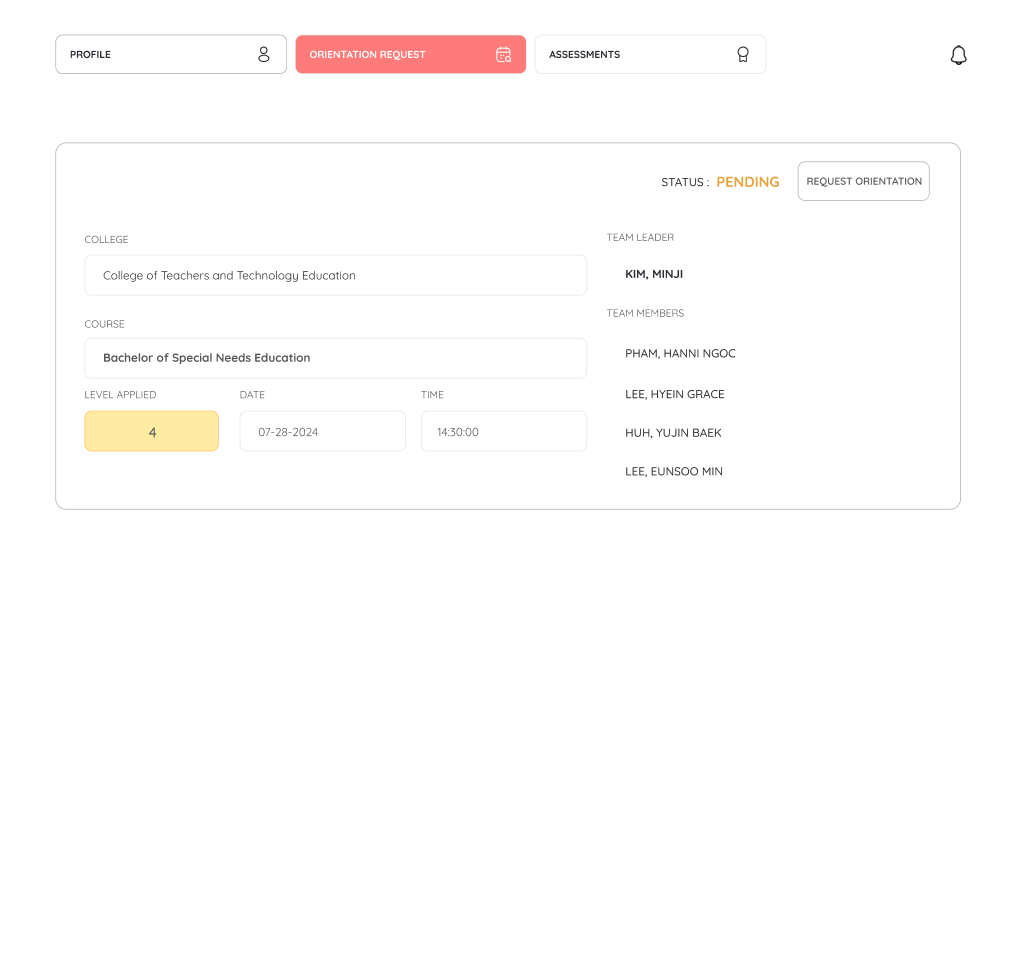 PROFILE
ORIENTATION REQUEST
ASSESSMENTS
STATUS : PENDING
REQUEST ORIENTATION
COLLEGE
College of Teachers and Technology Education
COURSE
Bachelor of Special Needs Education
LEVEL APPLIED
DATE
TIME
4
07-28-2024
14:30:00
TEAM LEADER
KIM, MINJI
TEAM MEMBERS
PHAM, HANNI NGOC
LEE, HYEIN GRACE
HUH, YUJIN BAEK
LEE, EUNSOO MIN